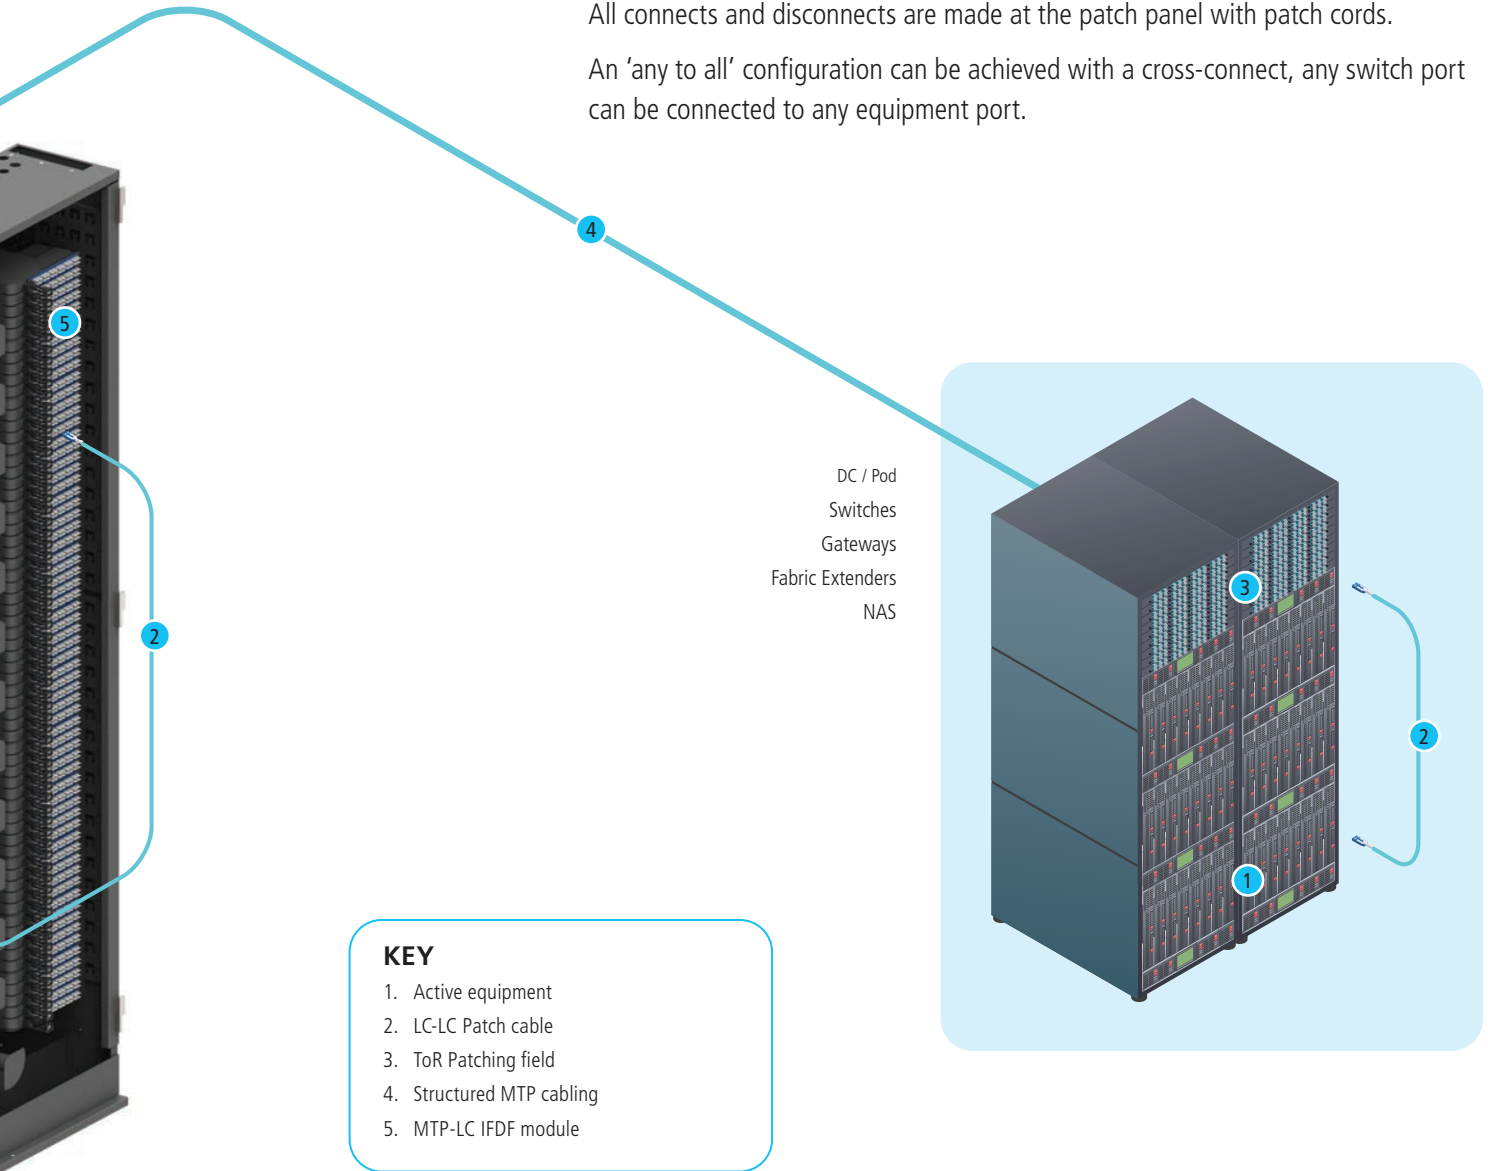 All connects and disconnects are made at the patch panel with patch cords.
An ‘any to all’ configuration can be achieved with a cross-connect, any switch port
can be connected to any equipment port.
4
5
DC / Pod
Switches
Gateways
Fabric Extenders
NAS
3
2
2
1
KEY
1. Active equipment
2. LC-LC Patch cable
3. ToR Patching field
4. Structured MTP cabling
5. MTP-LC IFDF module